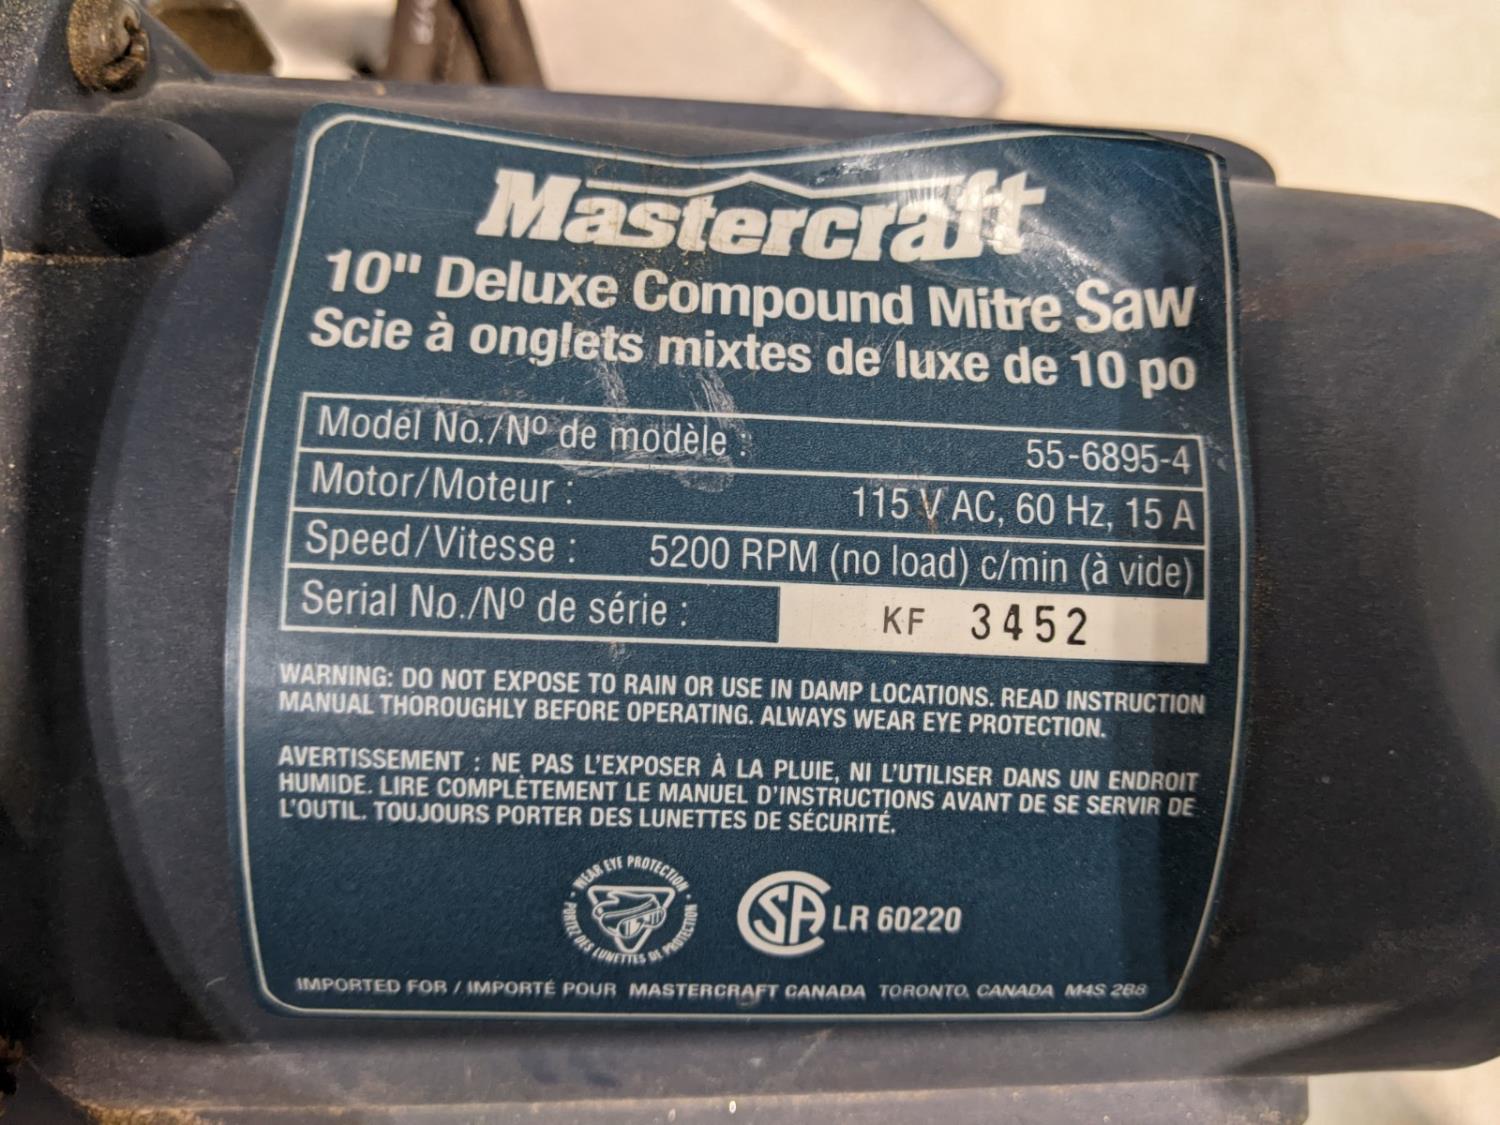 Mastercraft
10" Deluxe Compound Mitre Saw
Scie à onglets mixtes de luxe de 10 po
Model No./Nº de modèle : 55-6895-4
Motor/Moteur : 115 V AC, 60 Hz, 15 A
Speed/Vitesse : 5200 RPM (no load) c/min (à vide)
Serial No./Nº de série : KF 3452
WARNING: DO NOT EXPOSE TO RAIN OR USE IN DAMP LOCATIONS. READ INSTRUCTION
MANUAL THOROUGHLY BEFORE OPERATING. ALWAYS WEAR EYE PROTECTION.
AVERTISSEMENT : NE PAS L'EXPOSER À LA PLUIE, NI L'UTILISER DANS UN ENDROIT
HUMIDE. LIRE COMPLÈTEMENT LE MANUEL D'INSTRUCTIONS AVANT DE SE SERVIR DE
L'OUTIL. TOUJOURS PORTER DES LUNETTES DE SÉCURITÉ.
WEAR EYE PROTECTION
PORTEZ DES LUNETTES DE PROTECTION
CSA LR 60220
IMPORTED FOR / IMPORTÉ POUR MASTERCRAFT CANADA TORONTO, CANADA M4S 2B8